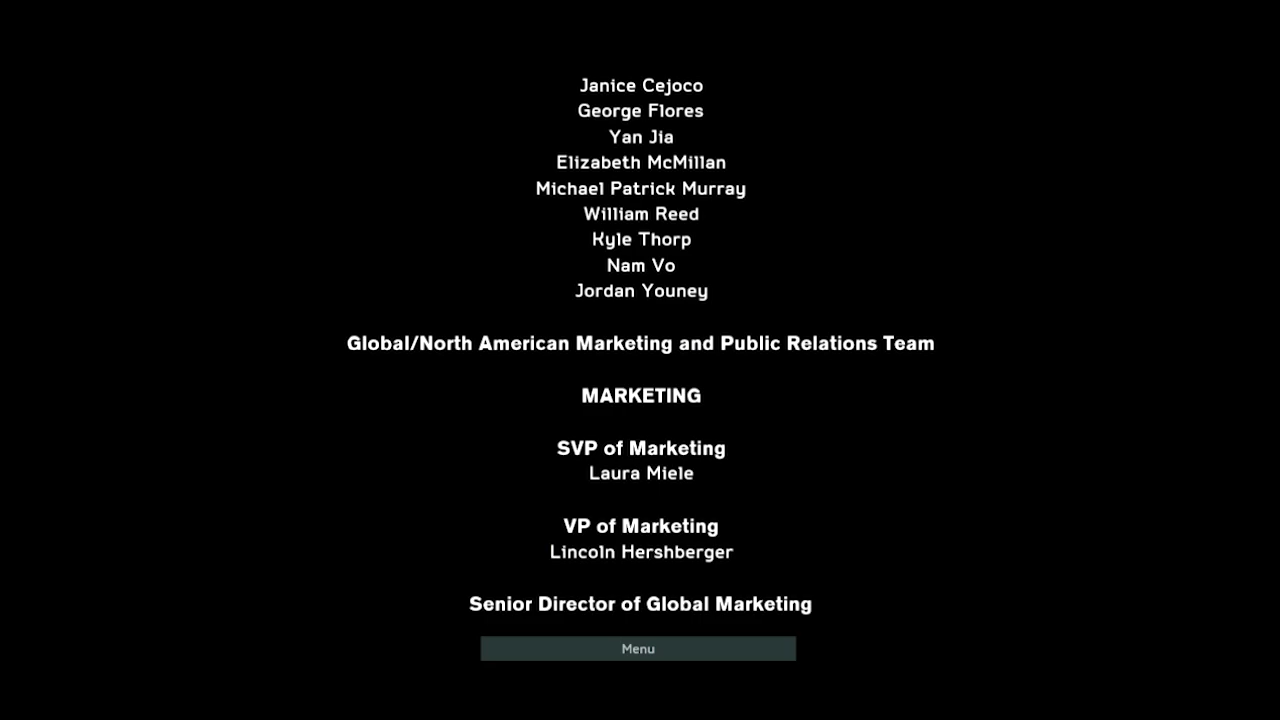 Janice Cejoco
George Flores
Yan Jia
Elizabeth McMillan
Michael Patrick Murray
William Reed
Kyle Thorp
Nam Vo
Jordan Youney
Global/North American Marketing and Public Relations Team
MARKETING
SVP of Marketing
Laura Miele
VP of Marketing
Lincoln Hershberger
Senior Director of Global Marketing
Menu